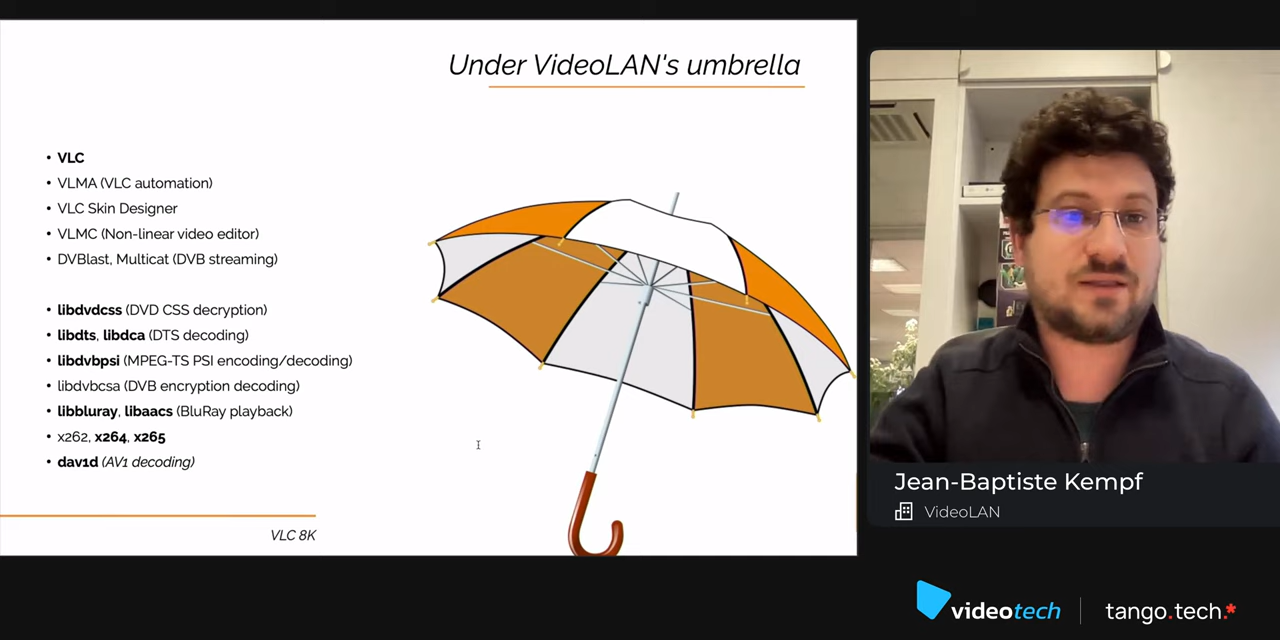 Under VideoLAN's umbrella
• VLC
• VLMA (VLC automation)
• VLC Skin Designer
• VLMC (Non-linear video editor)
• DVBlast, Multicat (DVB streaming)
• libdvdcss (DVD CSS decryption)
• libdts, libdca (DTS decoding)
• libdvbpsi (MPEG-TS PSI encoding/decoding)
• libdvbcsa (DVB encryption decoding)
• libbluray, libaacs (BluRay playback)
• x262, x264, x265
• dav1d (AV1 decoding)
VLC 8K
Jean-Baptiste Kempf
VideoLAN
videotech
tango.tech.*